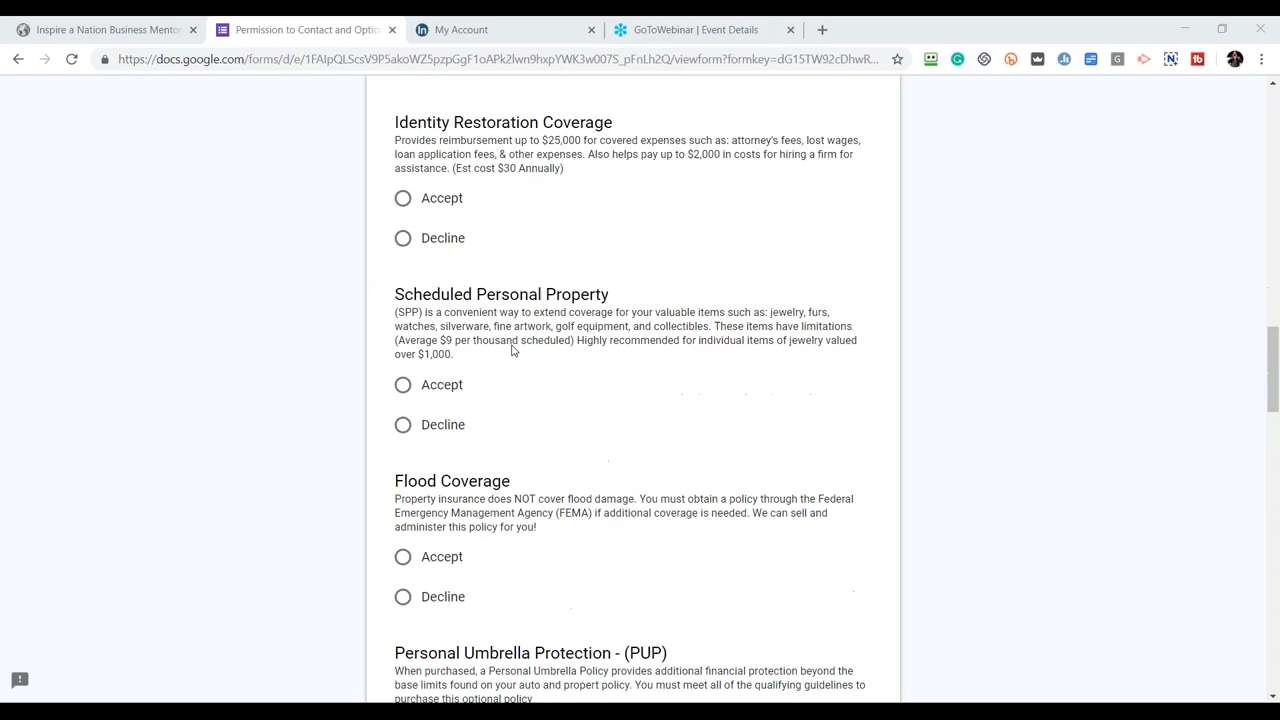 Inspire a Nation Business Mento
Permission to Contact and Optio
My Account
GoToWebinar | Event Details
https://docs.google.com/forms/d/e/
Identity Restoration Coverage
Provides reimbursement up to $25,000 for covered expenses such as: attorney's fees, lost wages,
loan application fees, & other expenses. Also helps pay up to $2,000 in costs for hiring a firm for
assistance. (Est cost $30 Annually)
Accept
Decline
Scheduled Personal Property
(SPP) is a convenient way to extend coverage for your valuable items such as: jewelry, furs,
watches, silverware, fine artwork, golf equipment, and collectibles. These items have limitations.
(Average $9 per thousand scheduled) Highly recommended for individual items of jewelry valued
over $1,000.
Accept
Decline
Flood Coverage
Property insurance does NOT cover flood damage. You must obtain a policy through the Federal
Emergency Management Agency (FEMA) if additional coverage is needed. We can sell and
administer this policy for you!
Accept
Decline
Personal Umbrella Protection - (PUP)
When purchased, a Personal Umbrella Policy provides additional financial protection beyond the
base limits found on your auto and propert policy. You must meet all of the qualifying guidelines to
purchase this optional policy